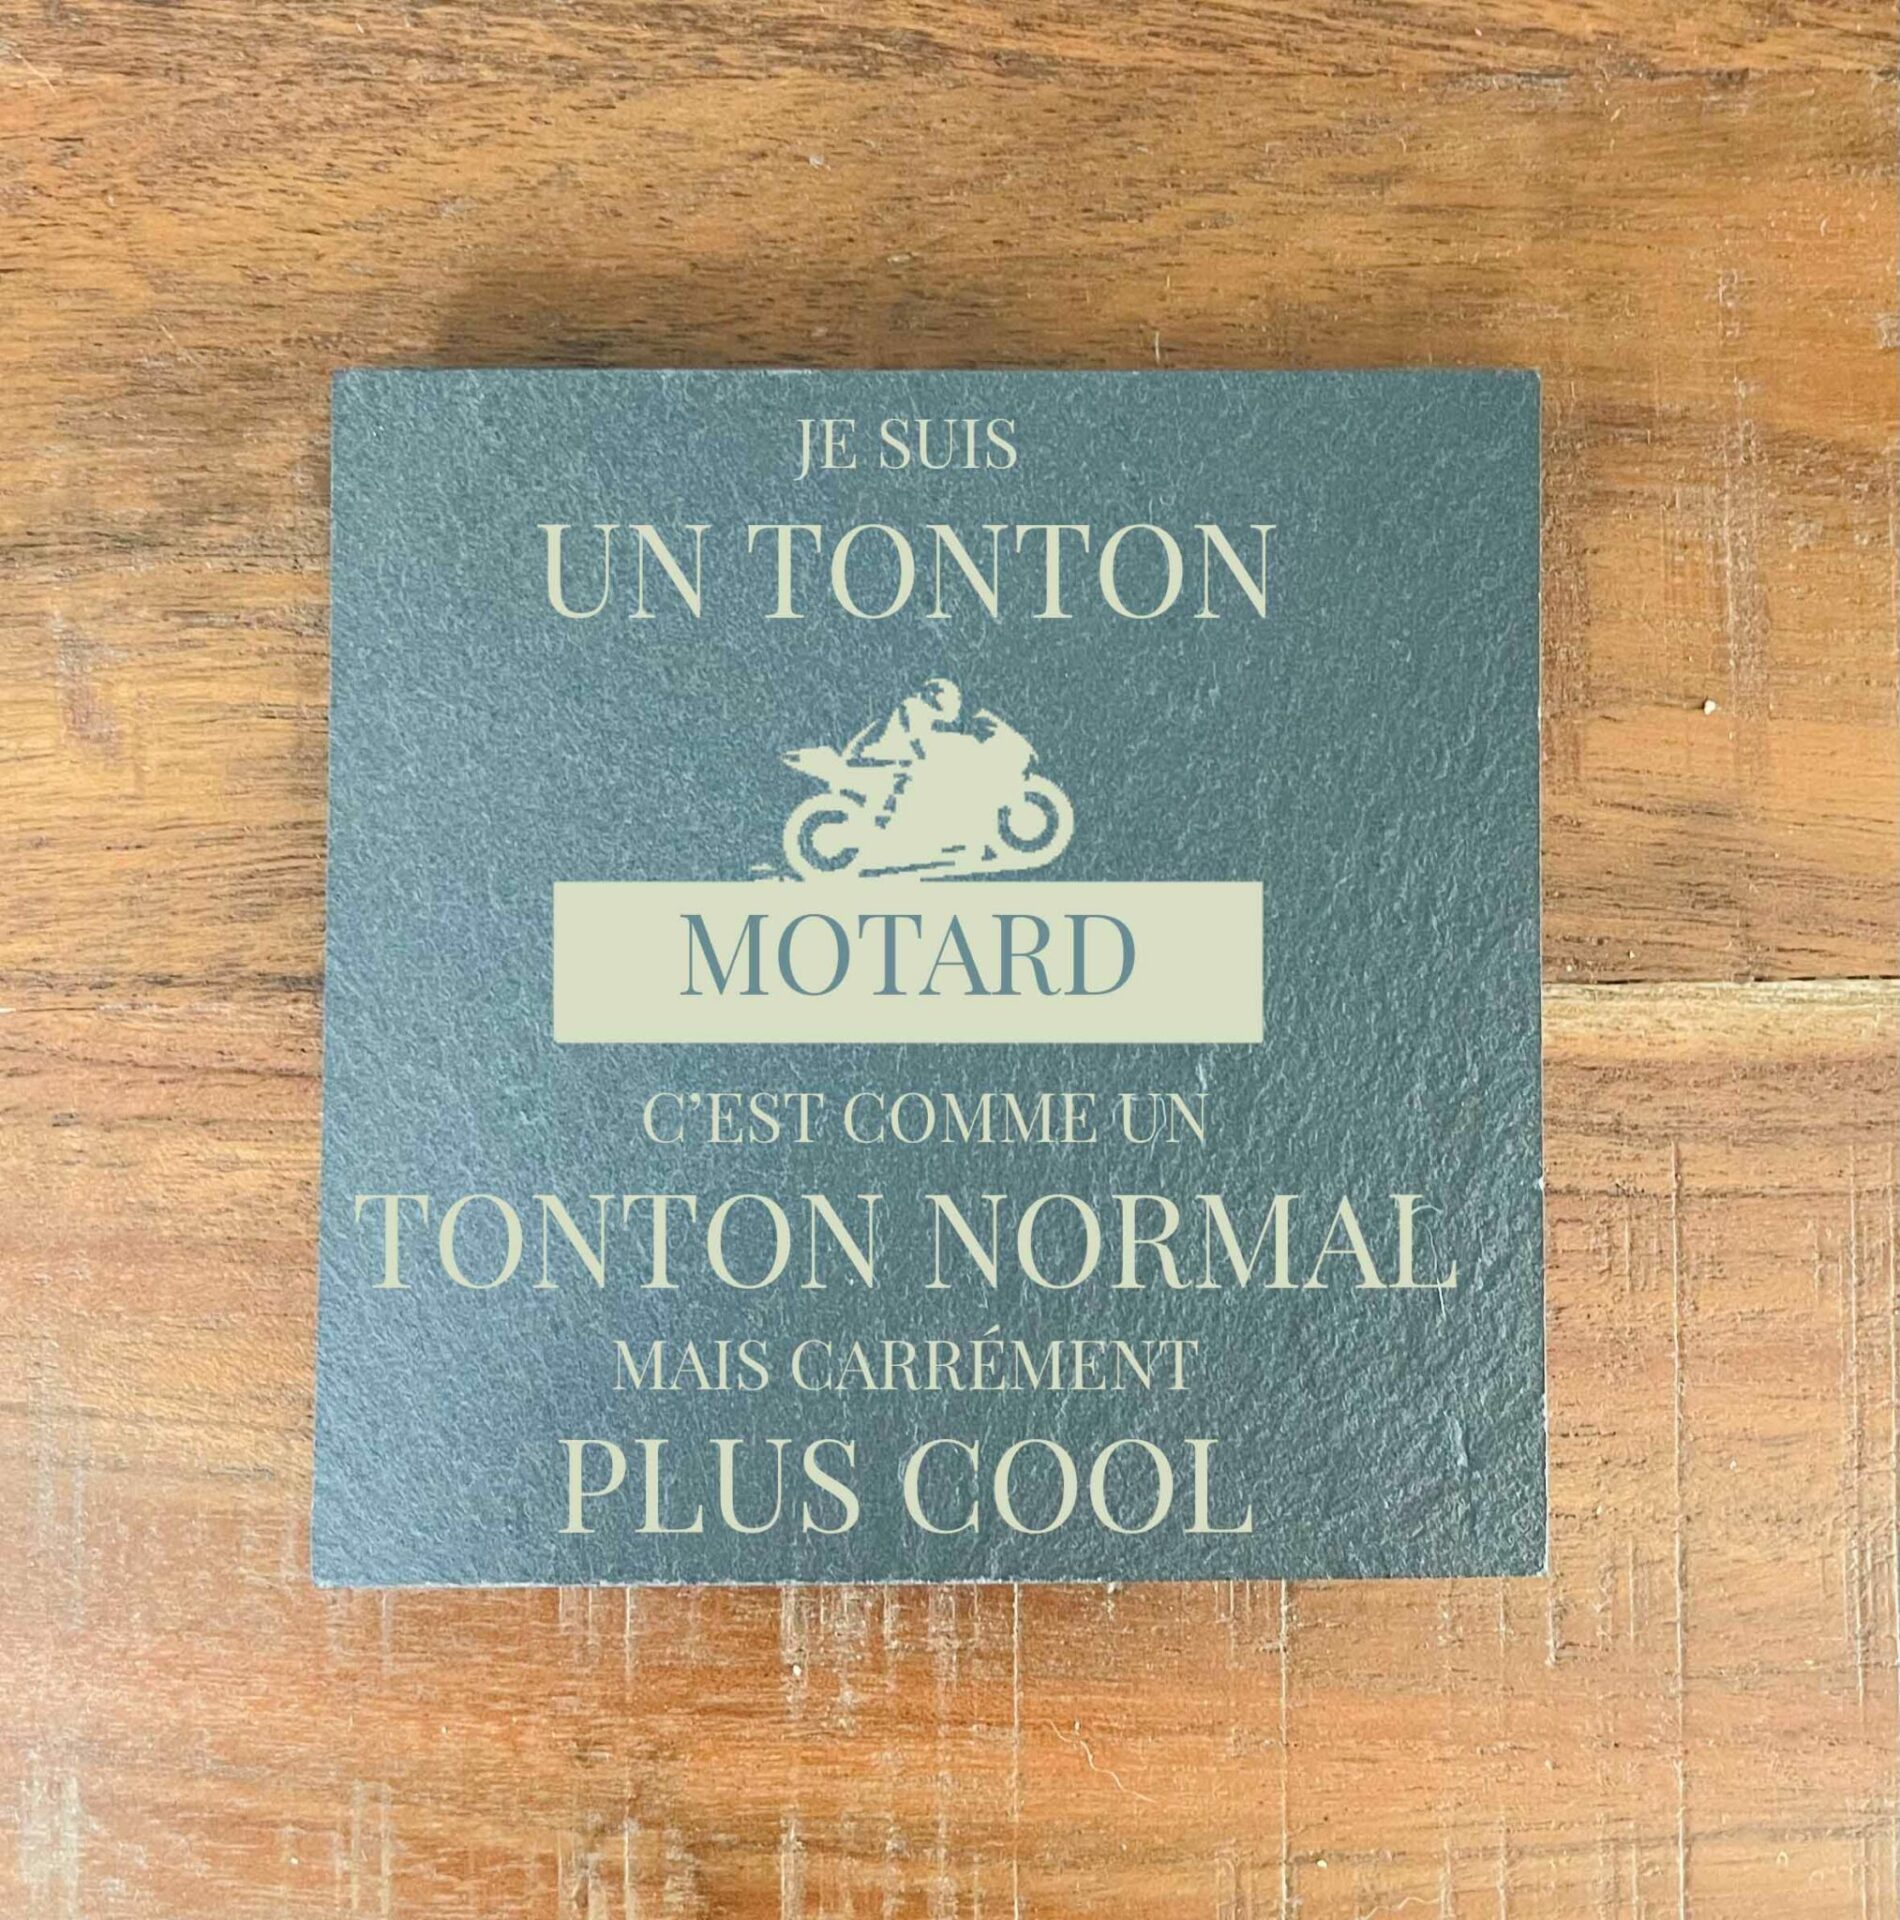 JE SUIS
UN TONTON
MOTARD
C’EST COMME UN
TONTON NORMAL
MAIS CARRÉMENT
PLUS COOL